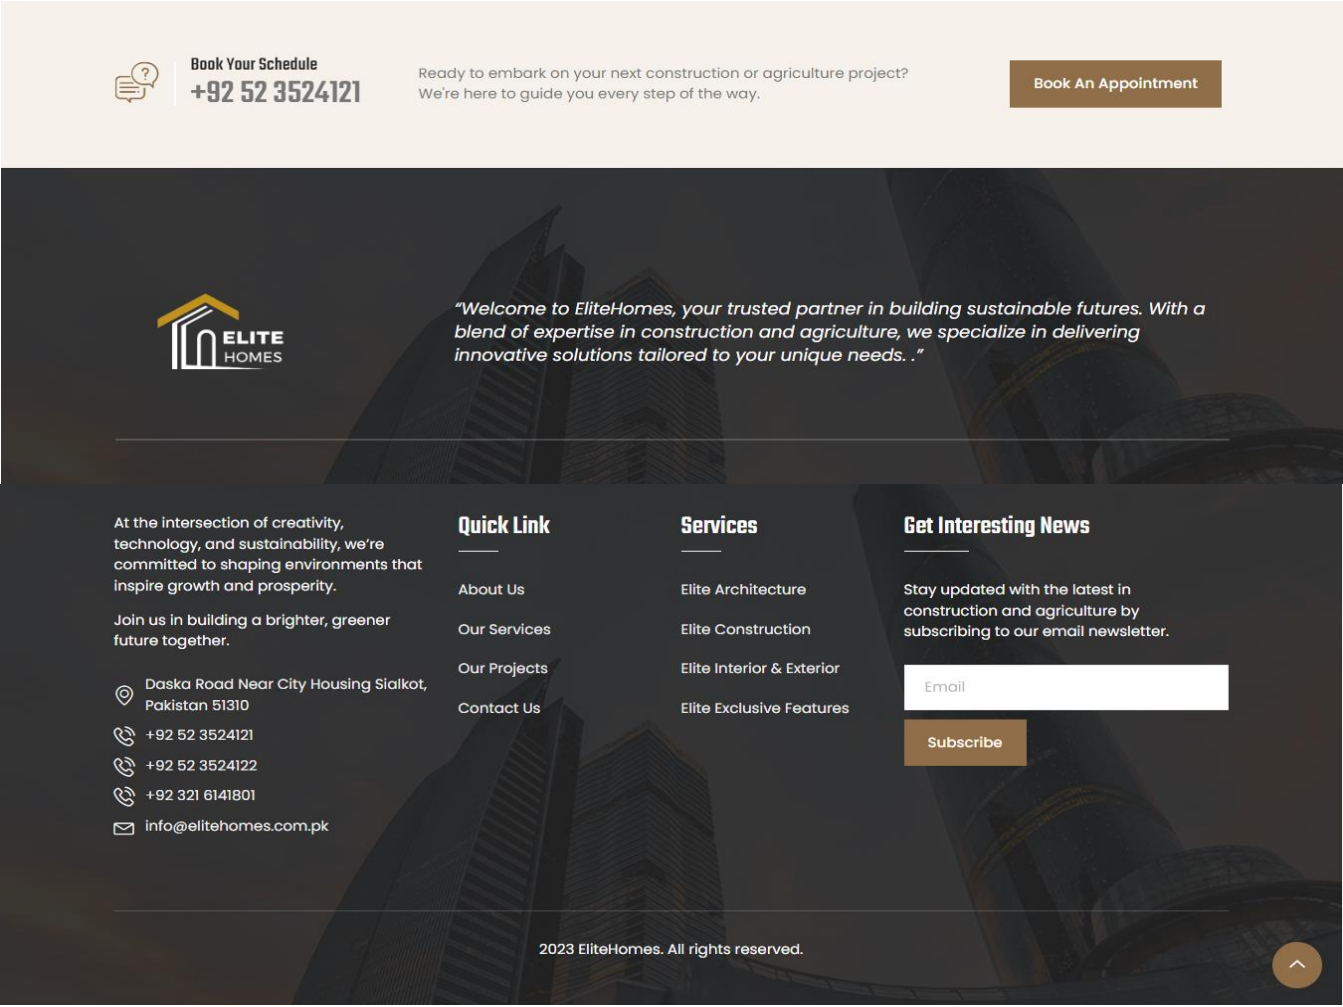 Book Your Schedule
+92 52 3524121
Ready to embark on your next construction or agriculture project?
We're here to guide you every step of the way.
Book An Appointment
ELITE
HOMES
“Welcome to EliteHomes, your trusted partner in building sustainable futures. With a
blend of expertise in construction and agriculture, we specialize in delivering
innovative solutions tailored to your unique needs. .”
At the intersection of creativity,
technology, and sustainability, we’re
committed to shaping environments that
inspire growth and prosperity.
Join us in building a brighter, greener
future together.
Daska Road Near City Housing Sialkot,
Pakistan 51310
+92 52 3524121
+92 52 3524122
+92 321 6141801
info@elitehomes.com.pk
Quick Link
About Us
Our Services
Our Projects
Contact Us
Services
Elite Architecture
Elite Construction
Elite Interior & Exterior
Elite Exclusive Features
Get Interesting News
Stay updated with the latest in
construction and agriculture by
subscribing to our email newsletter.
Email
Subscribe
2023 EliteHomes. All rights reserved.